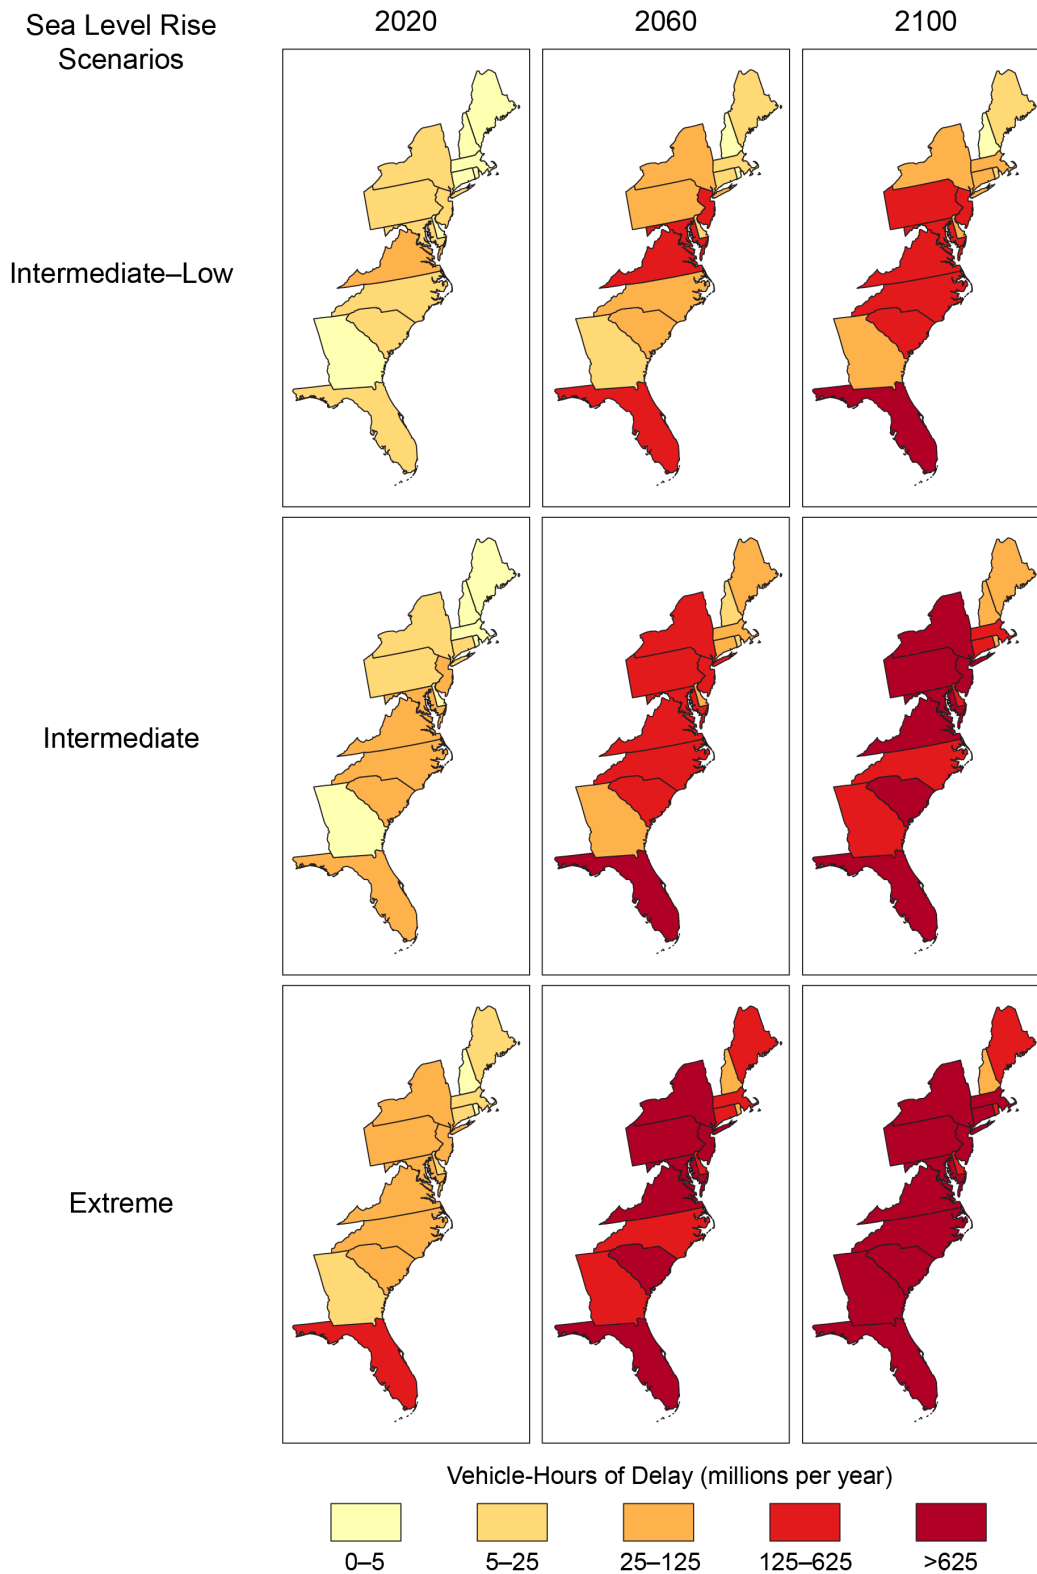 Sea Level Rise
Scenarios
2020
2060
2100
Intermediate–Low
Intermediate
Extreme
Vehicle-Hours of Delay (millions per year)
0–5
5–25
25–125
125–625
>625